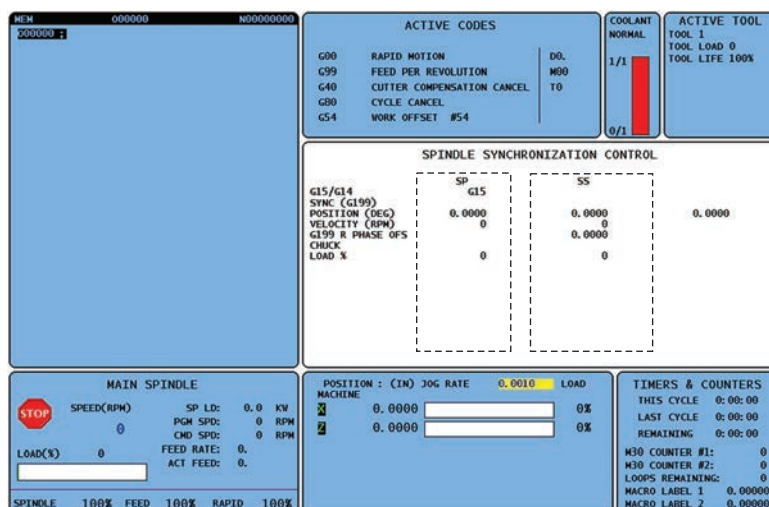 MEM O00000 N00000000
O00000 ;
ACTIVE CODES
G00 RAPID MOTION D0.
G99 FEED PER REVOLUTION M00
G40 CUTTER COMPENSATION CANCEL T0
G80 CYCLE CANCEL
G54 WORK OFFSET #54
COOLANT
NORMAL
1/1
0/1
ACTIVE TOOL
TOOL 1
TOOL LOAD 0
TOOL LIFE 100%
SPINDLE SYNCHRONIZATION CONTROL
SP SS
G15/G14 G15
SYNC (G199)
POSITION (DEG) 0.0000 0.0000 0.0000
VELOCITY (RPM) 0 0
G199 R PHASE OFS 0.0000
CHUCK
LOAD % 0 0
MAIN SPINDLE
STOP
SPEED(RPM) SP LD: 0.0 KW
0 PGM SPD: 0 RPM
CMD SPD: 0 RPM
LOAD(%) 0 FEED RATE: 0.
ACT FEED: 0.
SPINDLE 100% FEED 100% RAPID 100%
POSITION : (IN) JOG RATE 0.0010 LOAD
MACHINE
X 0.0000 0%
Z 0.0000 0%
TIMERS & COUNTERS
THIS CYCLE 0:00:00
LAST CYCLE 0:00:00
REMAINING 0:00:00
M30 COUNTER #1: 0
M30 COUNTER #2: 0
LOOPS REMAINING: 0
MACRO LABEL 1 0.00000
MACRO LABEL 2 0.00000